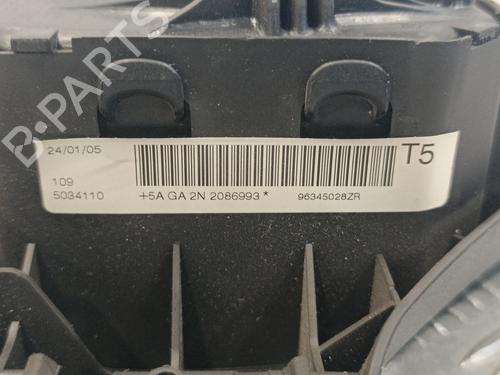 B-PARTS
24/01/05
T5
109
5034110
+5A GA 2N 2086993*
96345028ZR